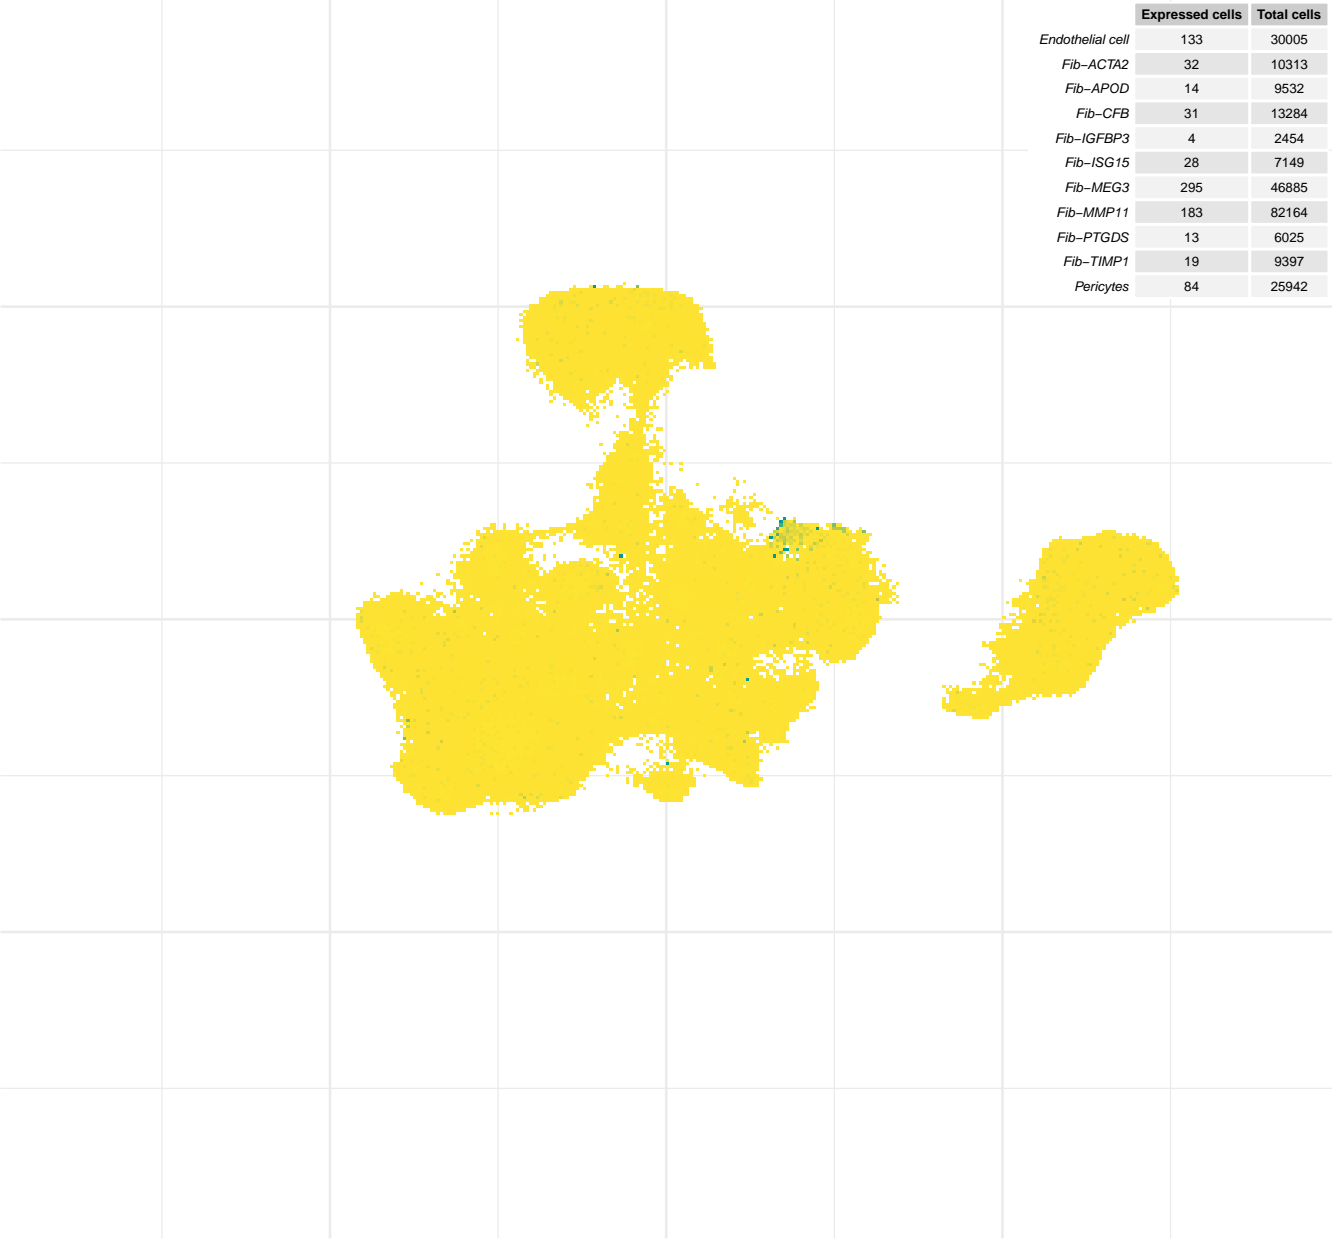 Expressed cells Total cells
Endothelial cell 133 30005
Fib−ACTA2 32 10313
Fib−APOD 14 9532
Fib−CFB 31 13284
Fib−IGFBP3 4 2454
Fib−ISG15 28 7149
Fib−MEG3 295 46885
Fib−MMP11 183 82164
Fib−PTGDS 13 6025
Fib−TIMP1 19 9397
Pericytes 84 25942